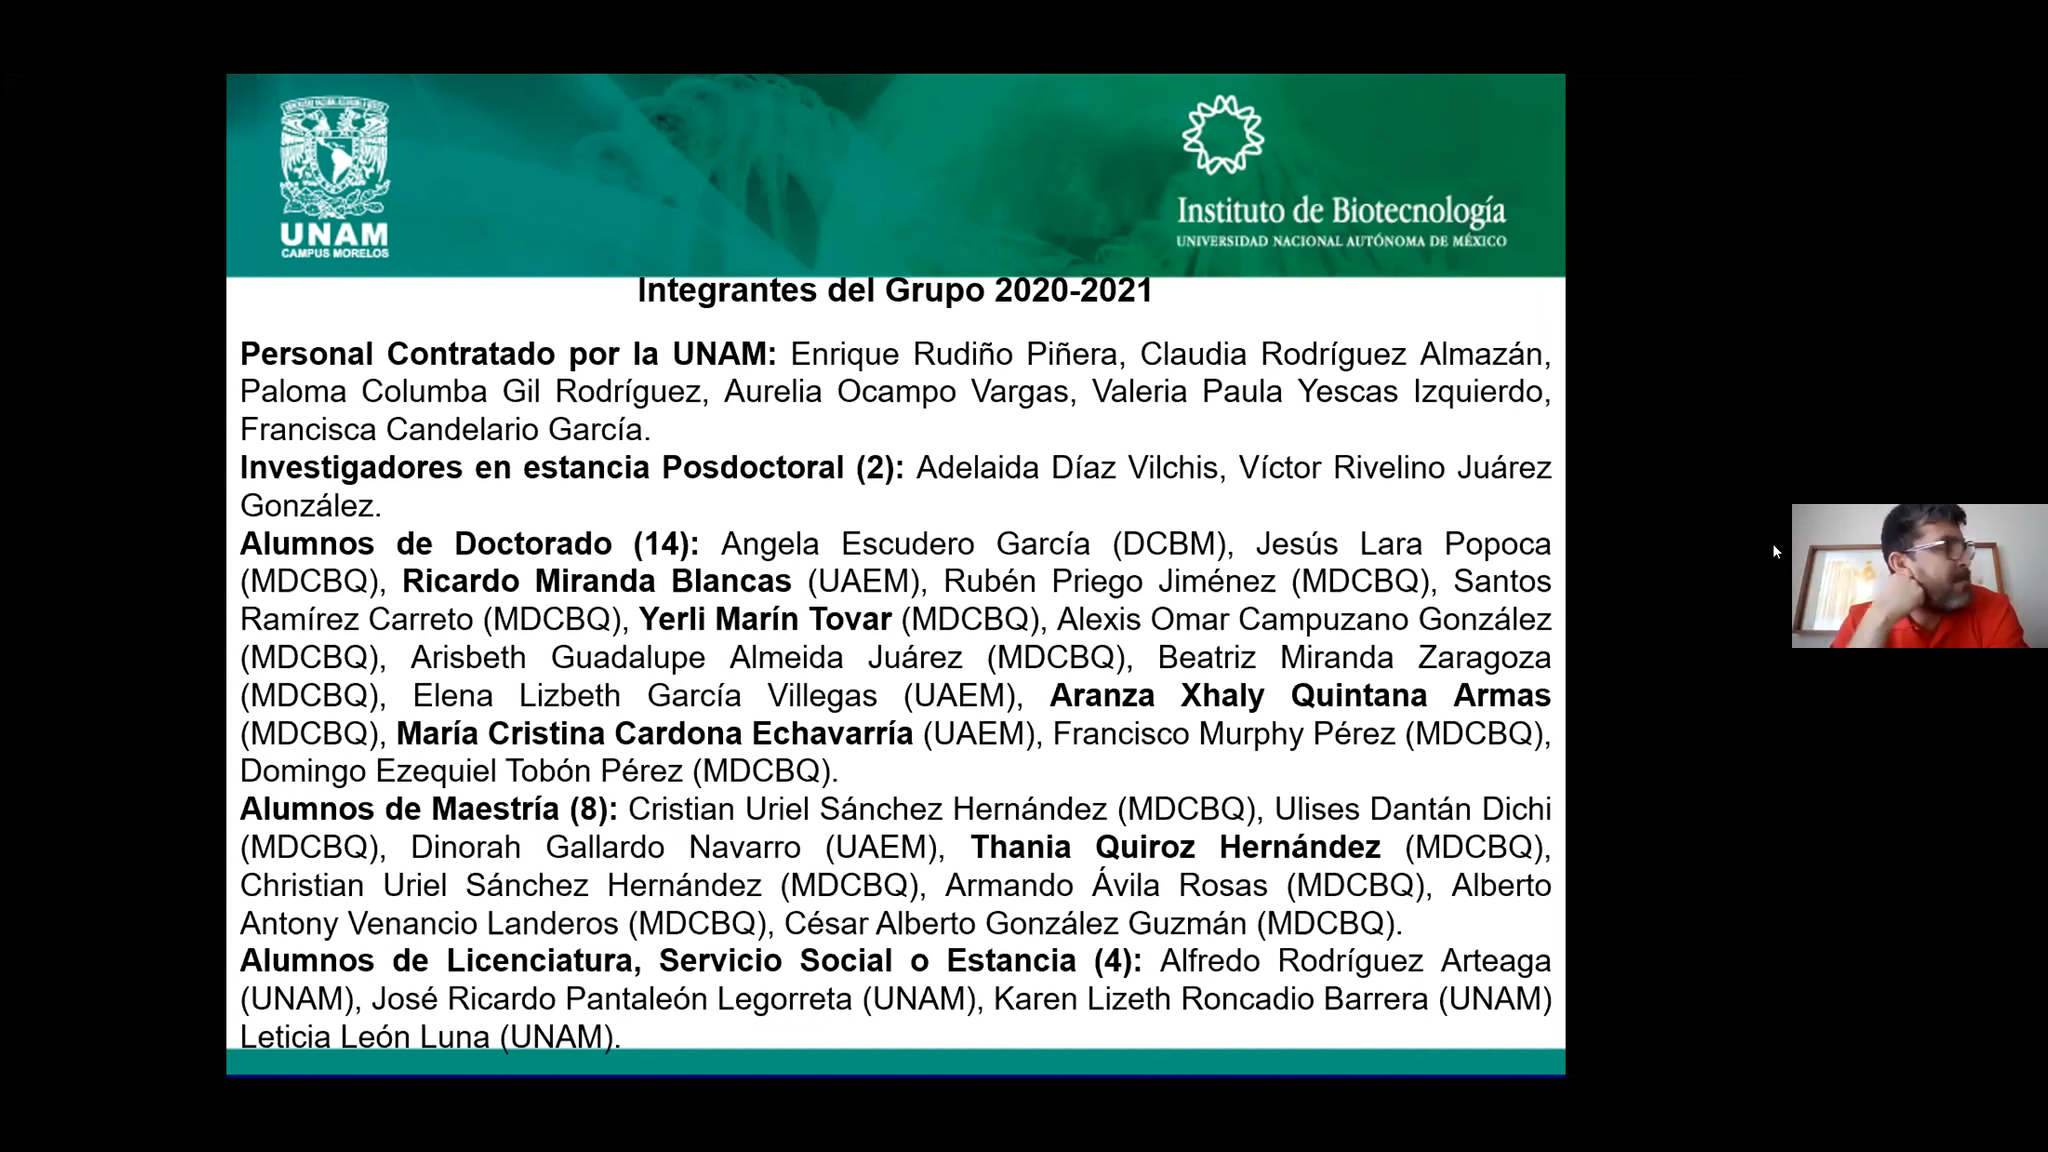 UNAM
CAMPUS MORELOS
Instituto de Biotecnología
UNIVERSIDAD NACIONAL AUTÓNOMA DE MÉXICO
Integrantes del Grupo 2020-2021
Personal Contratado por la UNAM: Enrique Rudiño Piñera, Claudia Rodríguez Almazán,
Paloma Columba Gil Rodríguez, Aurelia Ocampo Vargas, Valeria Paula Yescas Izquierdo,
Francisca Candelario García.
Investigadores en estancia Posdoctoral (2): Adelaida Díaz Vilchis, Víctor Rivelino Juárez
González.
Alumnos de Doctorado (14): Angela Escudero García (DCBM), Jesús Lara Popoca
(MDCBQ), Ricardo Miranda Blancas (UAEM), Rubén Priego Jiménez (MDCBQ), Santos
Ramírez Carreto (MDCBQ), Yerli Marín Tovar (MDCBQ), Alexis Omar Campuzano González
(MDCBQ), Arisbeth Guadalupe Almeida Juárez (MDCBQ), Beatriz Miranda Zaragoza
(MDCBQ), Elena Lizbeth García Villegas (UAEM), Aranza Xhaly Quintana Armas
(MDCBQ), María Cristina Cardona Echavarría (UAEM), Francisco Murphy Pérez (MDCBQ),
Domingo Ezequiel Tobón Pérez (MDCBQ).
Alumnos de Maestría (8): Cristian Uriel Sánchez Hernández (MDCBQ), Ulises Dantán Dichi
(MDCBQ), Dinorah Gallardo Navarro (UAEM), Thania Quiroz Hernández (MDCBQ),
Christian Uriel Sánchez Hernández (MDCBQ), Armando Ávila Rosas (MDCBQ), Alberto
Antony Venancio Landeros (MDCBQ), César Alberto González Guzmán (MDCBQ).
Alumnos de Licenciatura, Servicio Social o Estancia (4): Alfredo Rodríguez Arteaga
(UNAM), José Ricardo Pantaleón Legorreta (UNAM), Karen Lizeth Roncadio Barrera (UNAM)
Leticia León Luna (UNAM).